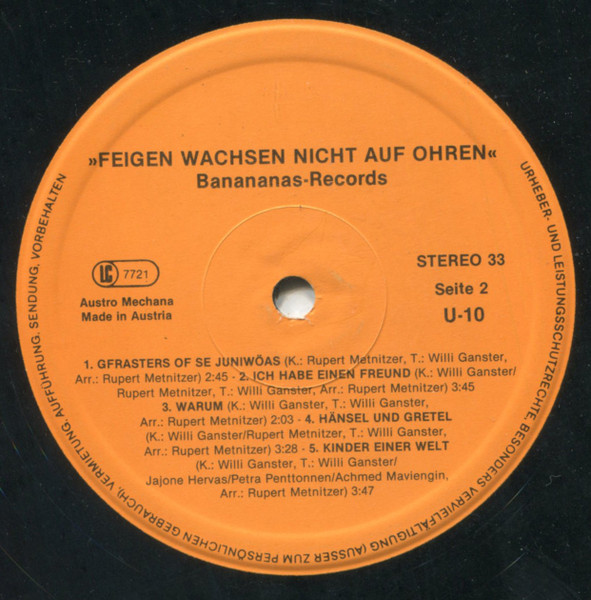 »FEIGEN WACHSEN NICHT AUF OHREN«
Banananas-Records
LC 7721
Austro Mechana
Made in Austria
STEREO 33
Seite 2
U-10
1. GFRASTERS OF SE JUNIWÖAS (K.: Rupert Metnitzer, T.: Willi Ganster,
Arr.: Rupert Metnitzer) 2:45 - 2. ICH HABE EINEN FREUND (K.: Willi Ganster/
Rupert Metnitzer, T.: Willi Ganster, Arr.: Rupert Metnitzer) 3:45
3. WARUM (K.: Willi Ganster, T.: Willi Ganster,
Arr.: Rupert Metnitzer) 2:03 - 4. HÄNSEL UND GRETEL
(K.: Willi Ganster/Rupert Metnitzer, T.: Willi Ganster,
Arr.: Rupert Metnitzer) 3:28 - 5. KINDER EINER WELT
(K.: Willi Ganster, T.: Willi Ganster/
Jajone Hervas/Petra Penttonnen/Achmed Maviengin,
Arr.: Rupert Metnitzer) 3:47
URHEBER- UND LEISTUNGSSCHUTZRECHTE, BESONDERS VERVIELFÄLTIGUNG (AUSSER ZUM PERSÖNLICHEN GEBRAUCH), VERMIETUNG, AUFFÜHRUNG, SENDUNG, VORBEHALTEN